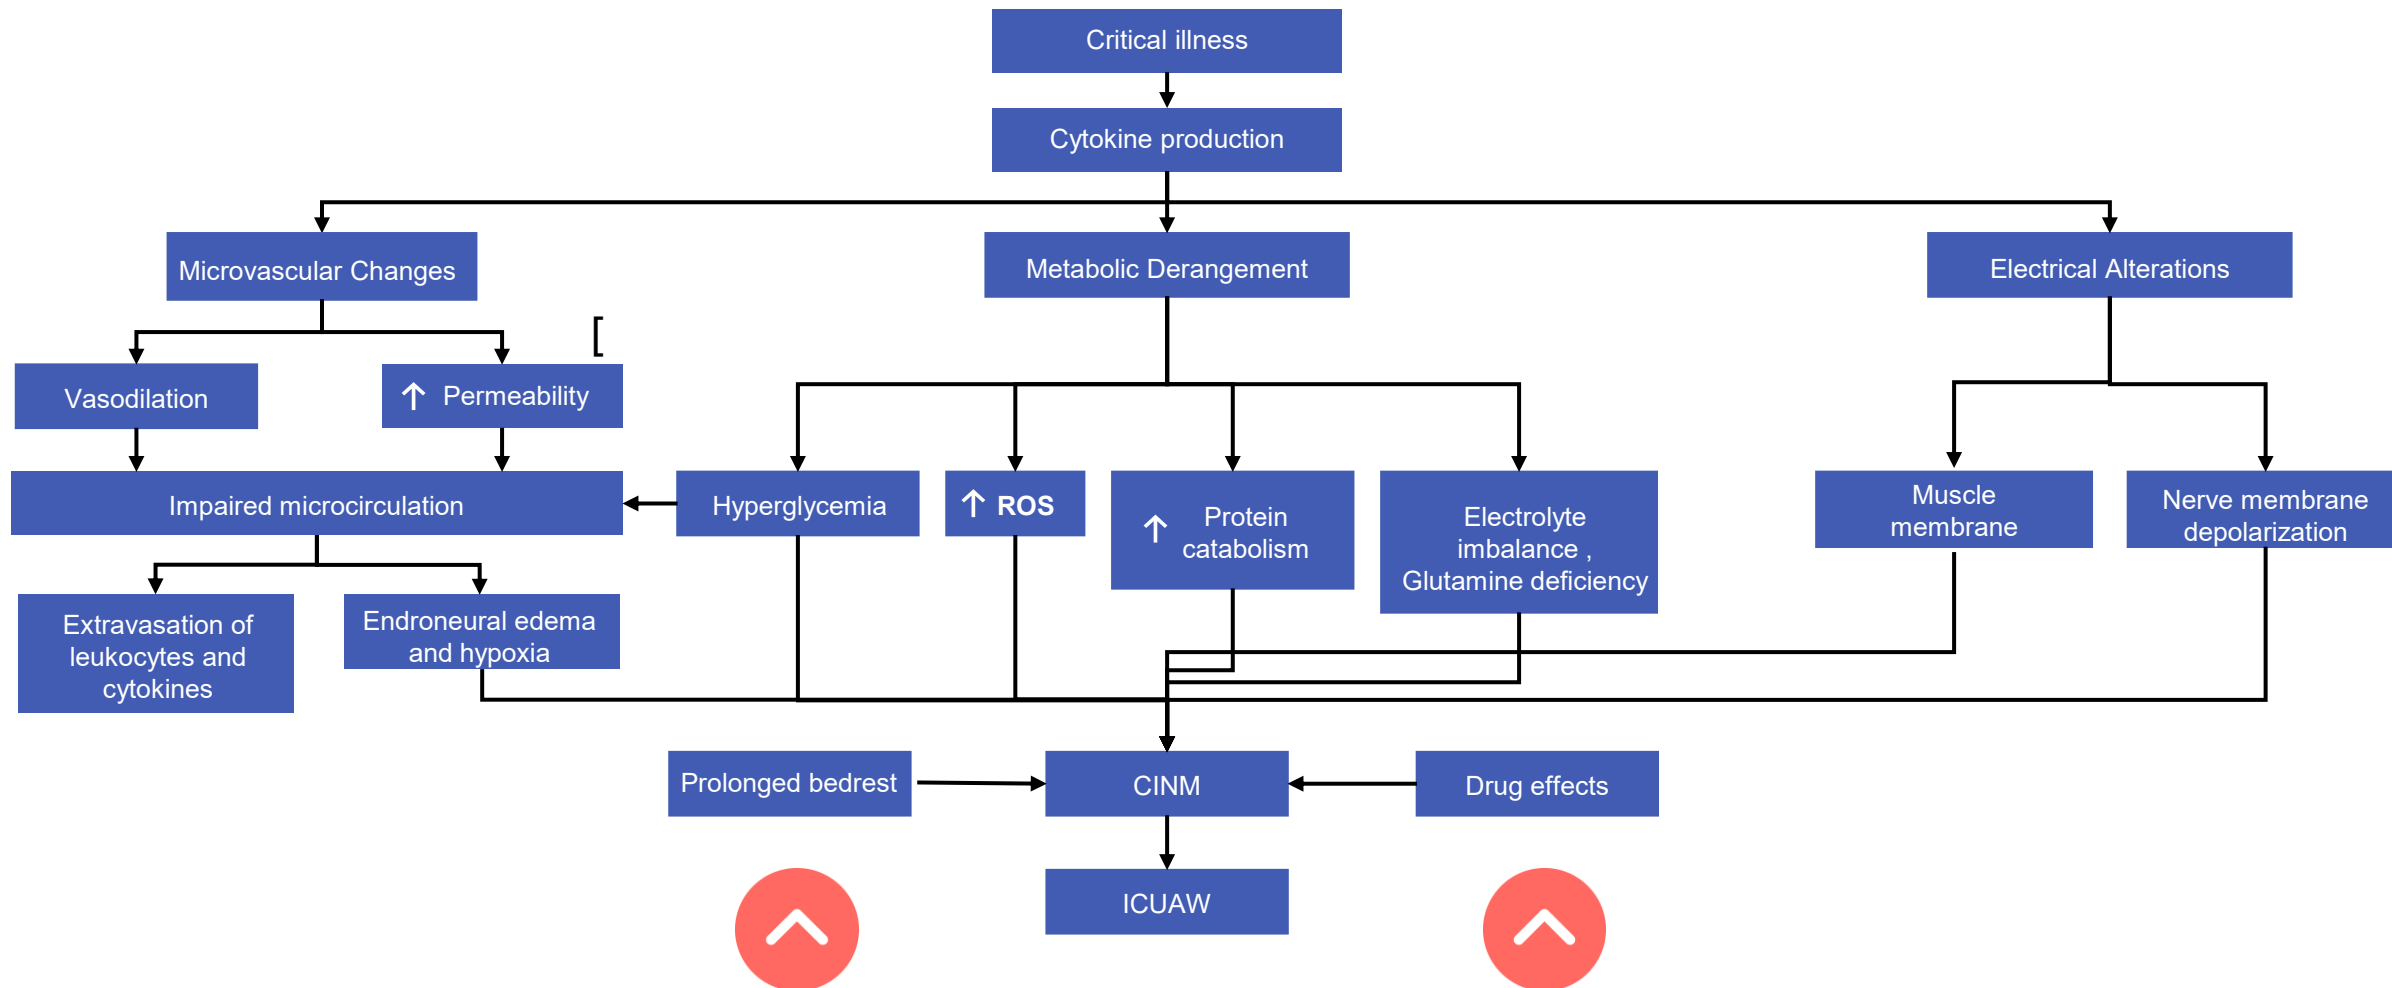 Critical illness
Cytokine production
Microvascular Changes
Metabolic Derangement
Electrical Alterations
[
Vasodilation
↑ Permeability
Impaired microcirculation
Hyperglycemia
↑ ROS
↑ Protein
catabolism
Electrolyte
imbalance ,
Glutamine deficiency
Muscle
membrane
Nerve membrane
depolarization
Extravasation of
leukocytes and
cytokines
Endroneural edema
and hypoxia
Prolonged bedrest
CINM
Drug effects
ICUAW